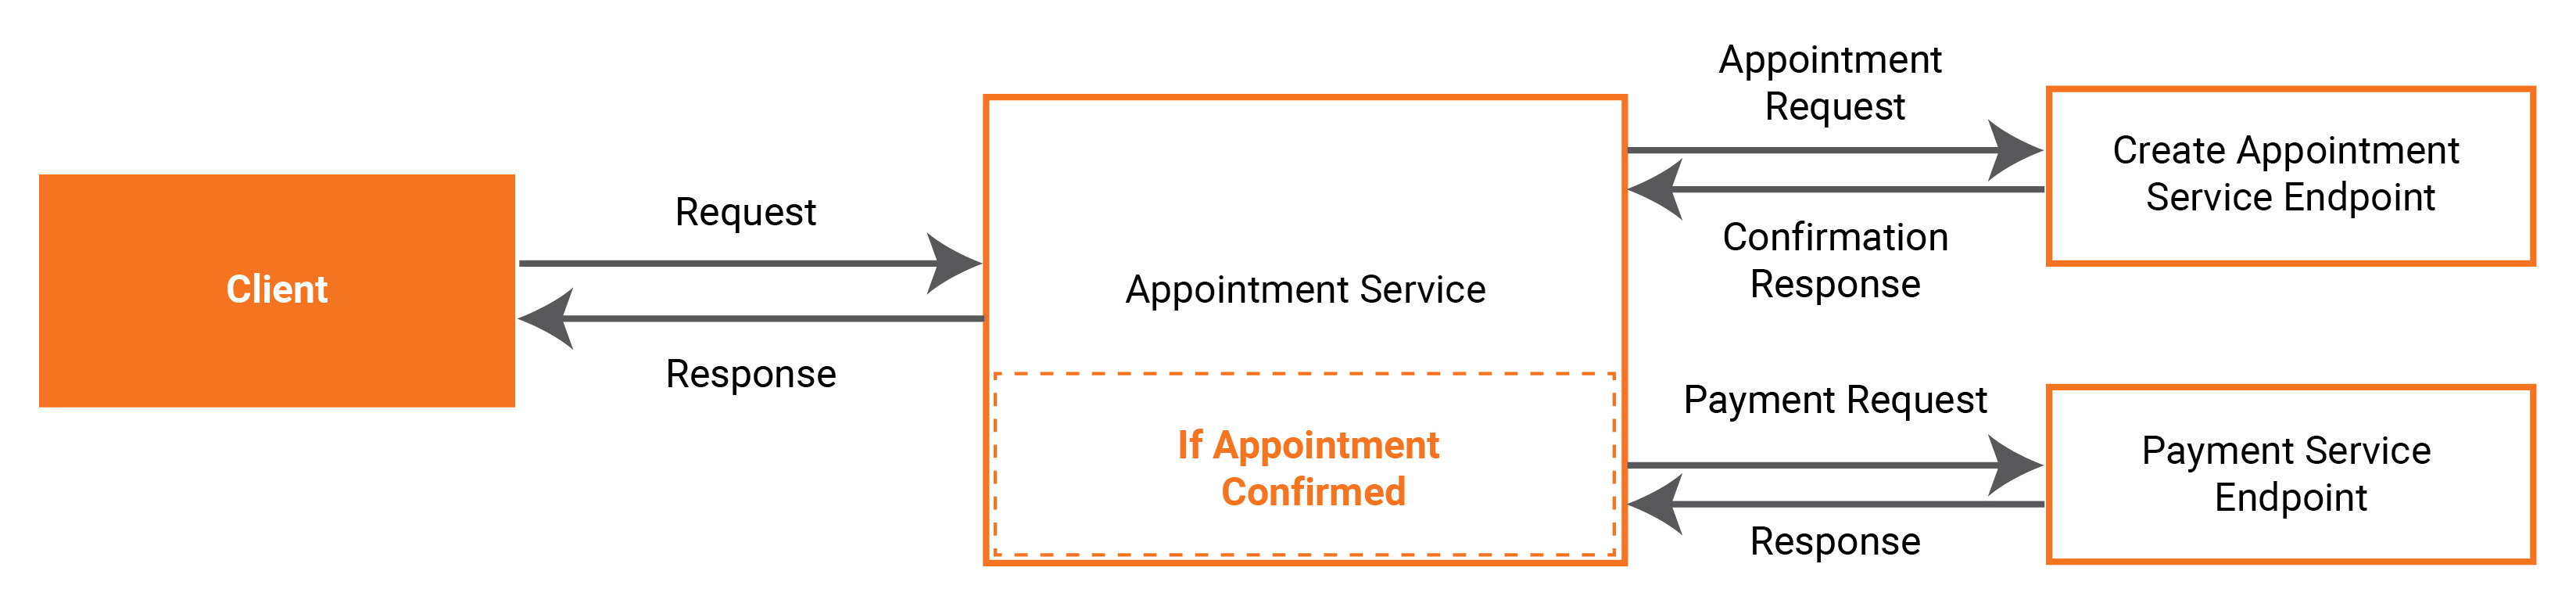 Client
Request
Response
Appointment Service
If Appointment
Confirmed
Appointment
Request
Confirmation
Response
Create Appointment
Service Endpoint
Payment Request
Response
Payment Service
Endpoint